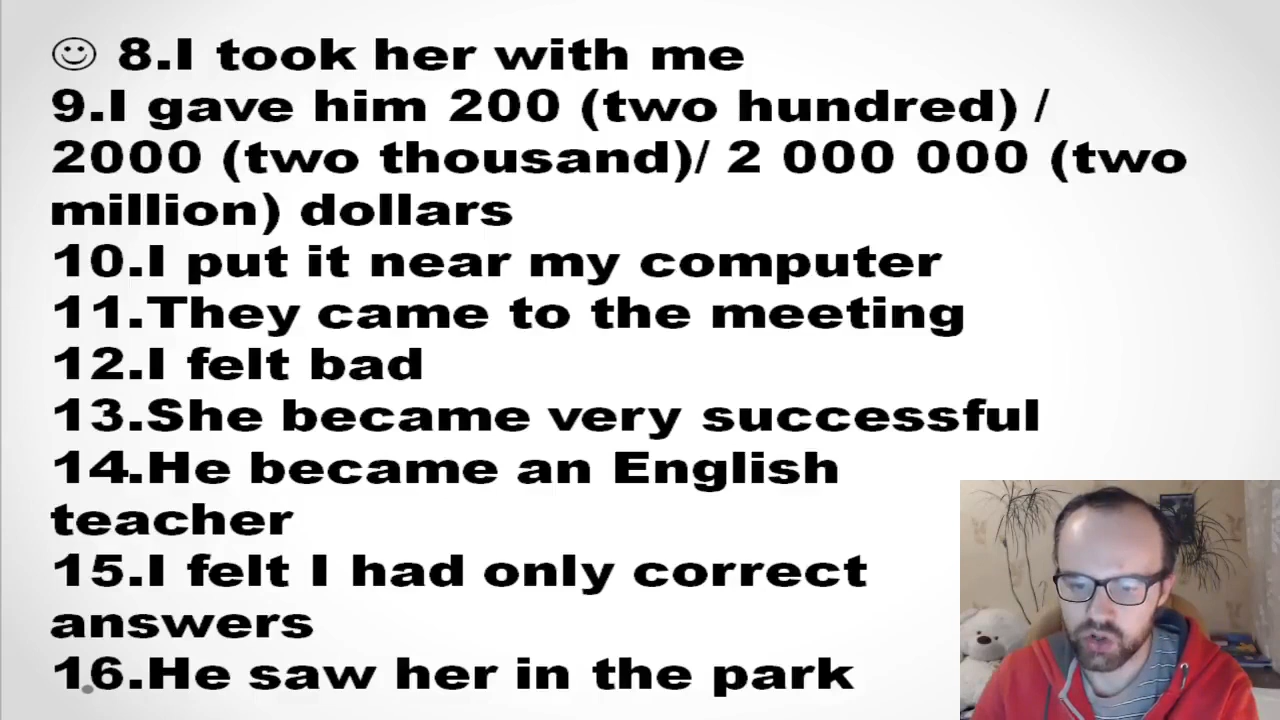 ☺ 8.I took her with me
9.I gave him 200 (two hundred) /
2000 (two thousand)/ 2 000 000 (two
million) dollars
10.I put it near my computer
11.They came to the meeting
12.I felt bad
13.She became very successful
14.He became an English
teacher
15.I felt I had only correct
answers
16.He saw her in the park